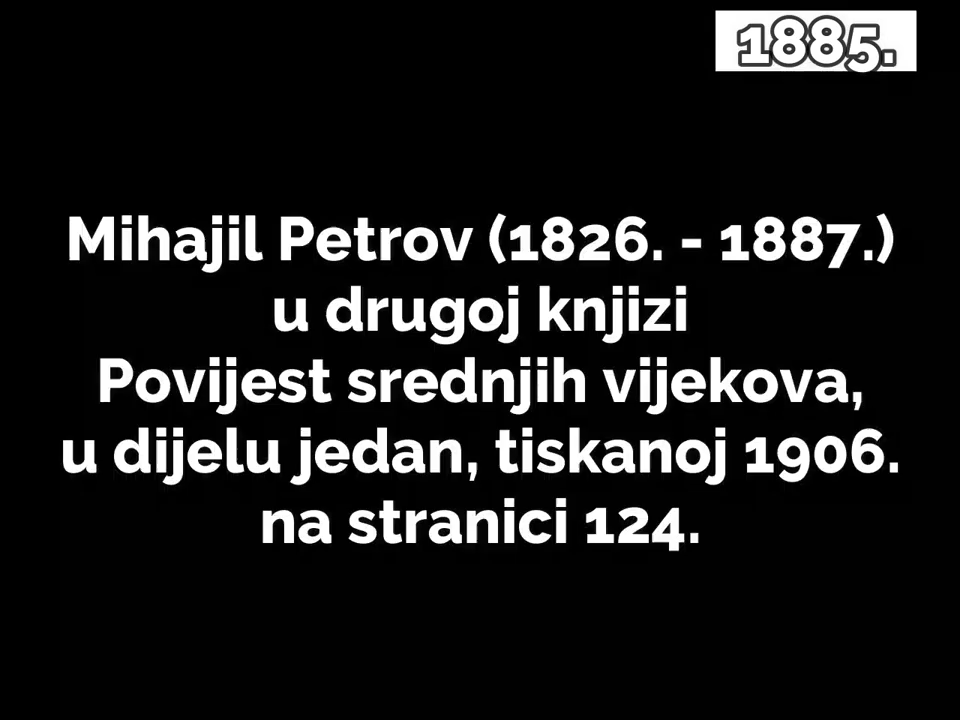 1885.
Mihajil Petrov (1826. - 1887.)
u drugoj knjizi
Povijest srednjih vijekova,
u dijelu jedan, tiskanoj 1906.
na stranici 124.